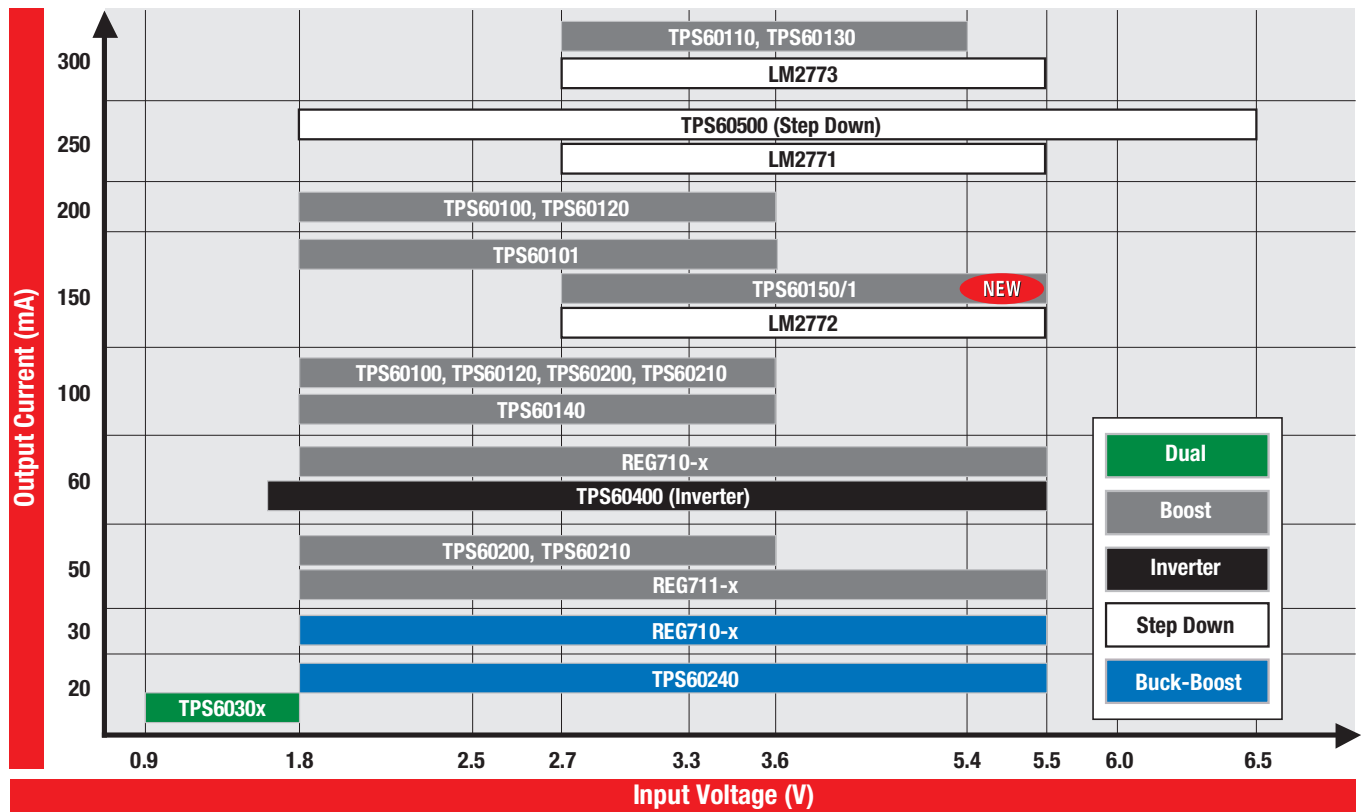 Output Current (mA)
300
TPS60110, TPS60130
LM2773
250
TPS60500 (Step Down)
LM2771
200
TPS60100, TPS60120
150
TPS60101
TPS60150/1
NEW
LM2772
100
TPS60100, TPS60120, TPS60200, TPS60210
TPS60140
60
REG710-x
TPS60400 (Inverter)
50
TPS60200, TPS60210
REG711-x
30
REG710-x
20
TPS60240
TPS6030x
Dual
Boost
Inverter
Step Down
Buck-Boost
0.9 1.8 2.5 2.7 3.3 3.6 5.4 5.5 6.0 6.5
Input Voltage (V)